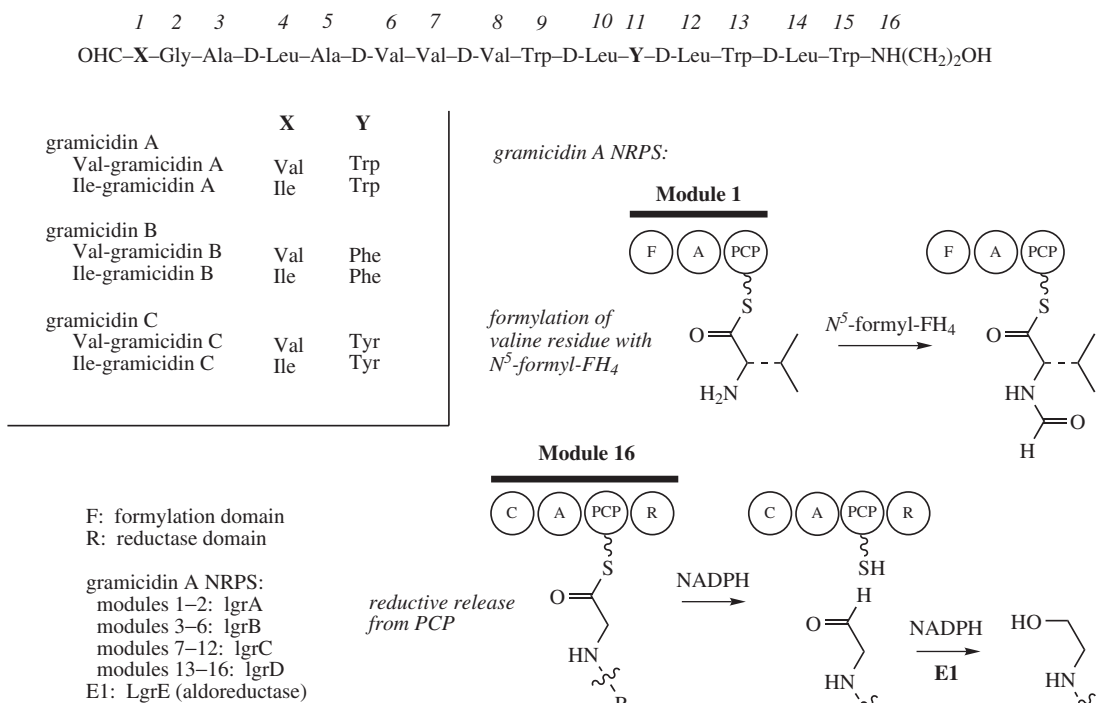 1 2 3 4 5 6 7 8 9 10 11 12 13 14 15 16
OHC–X–Gly–Ala–D-Leu–Ala–D-Val–Val–D-Val–Trp–D-Leu–Y–D-Leu–Trp–D-Leu–Trp–NH(CH2)2OH
X Y
gramicidin A
Val-gramicidin A Val Trp
Ile-gramicidin A Ile Trp
gramicidin B
Val-gramicidin B Val Phe
Ile-gramicidin B Ile Phe
gramicidin C
Val-gramicidin C Val Tyr
Ile-gramicidin C Ile Tyr
gramicidin A NRPS:
Module 1
F A PCP
F A PCP
S
S
O
O
formylation of
valine residue with
N5-formyl-FH4
N5-formyl-FH4
H2N
HN
O
H
Module 16
C A PCP R
C A PCP R
F: formylation domain
R: reductase domain
gramicidin A NRPS:
modules 1–2: lgrA
modules 3–6: lgrB
modules 7–12: lgrC
modules 13–16: lgrD
E1: LgrE (aldoreductase)
reductive release
from PCP
S
O
HN
R
NADPH
SH
H
O
HN
NADPH
E1
HO
HN